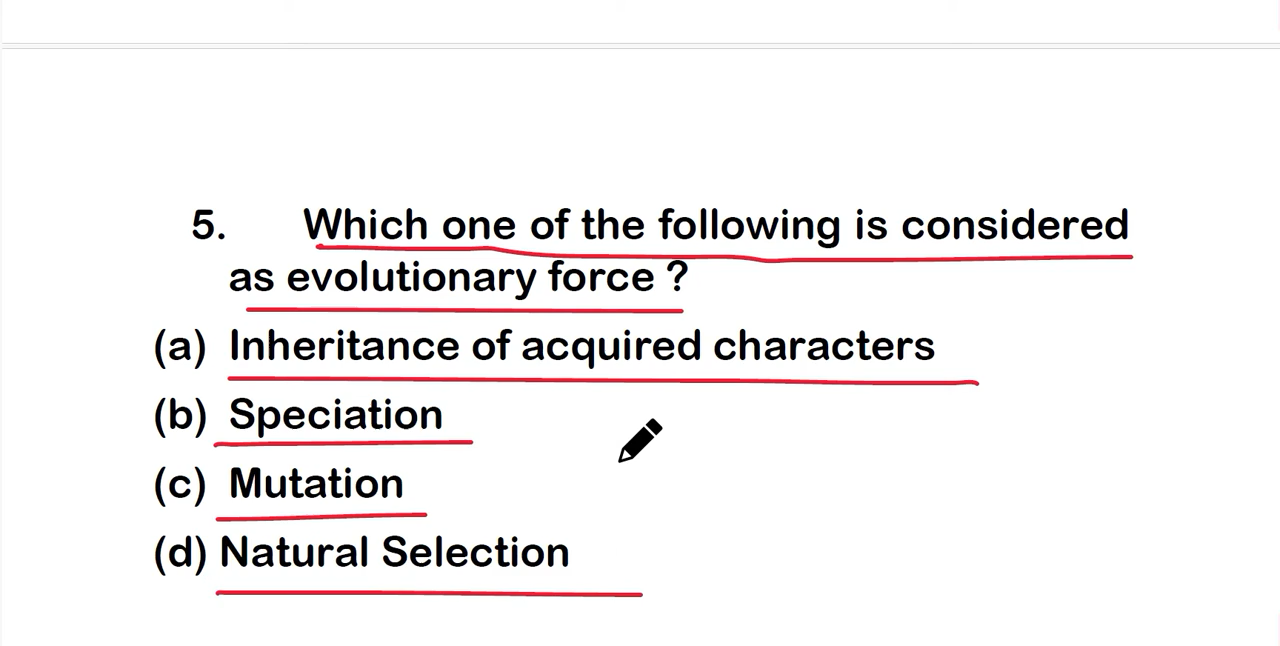 5. Which one of the following is considered
as evolutionary force ?
(a) Inheritance of acquired characters
(b) Speciation
(c) Mutation
(d) Natural Selection